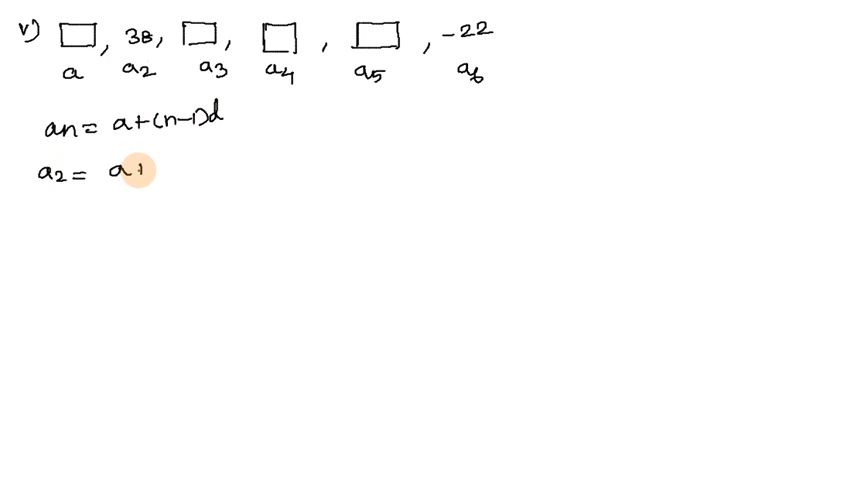 v) □, 38, □, □, □, -22
a a2 a3 a4 a5 a6
an = a+(n-1)d
a2 = a+